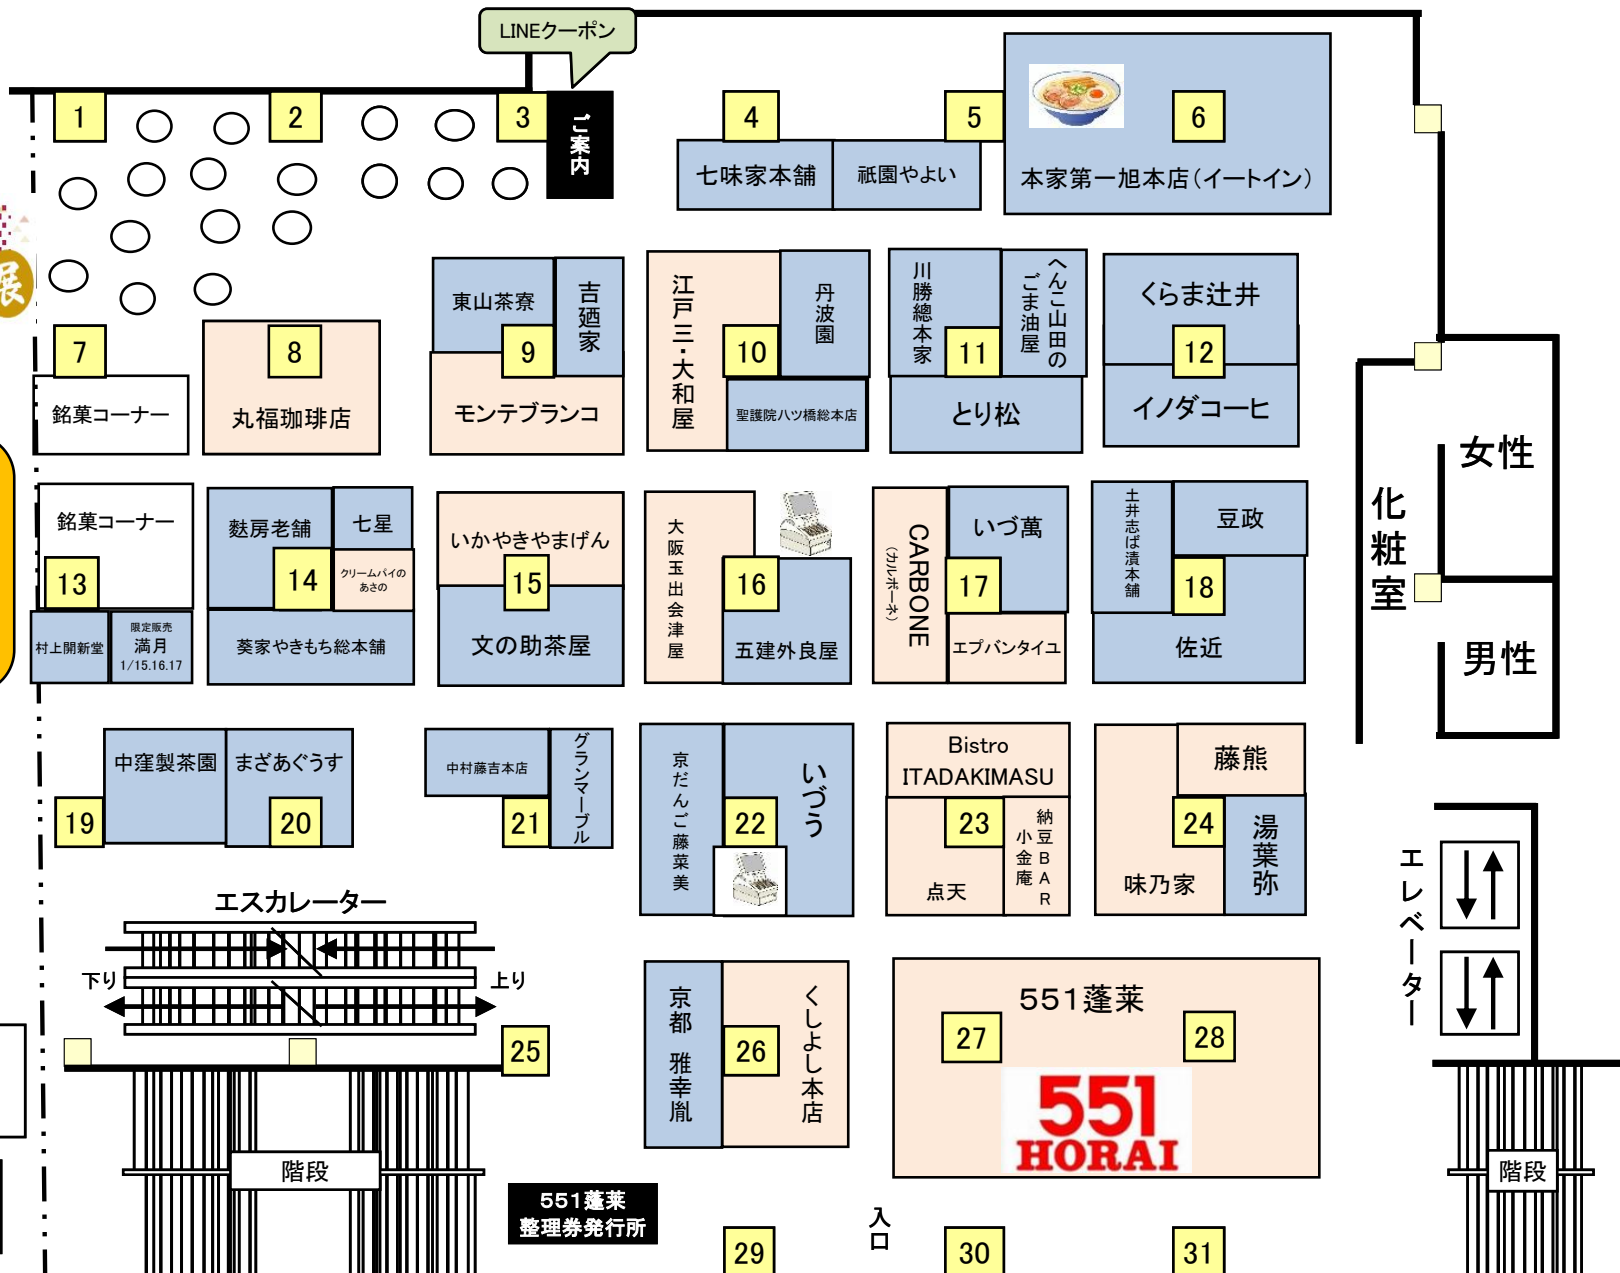 LINEクーポン
1
2
3
ご案内
4
5
6
七味家本舗
祇園やよい
本家第一旭本店(イートイン)
展
7
銘菓コーナー
8
丸福珈琲店
東山茶寮
吉廼家
9
モンテブランコ
江戸三・大和屋
10
丹波園
聖護院八ツ橋総本店
川勝總本家
11
へんこ山田の
ごま油屋
とり松
くらま辻井
12
イノダコーヒ
化粧室
女性
男性
銘菓コーナー
13
村上開新堂
限定販売
満月
1/15.16.17
麩房老舗
七星
14
クリームパイの
あさの
葵家やきもち総本舗
いかやきやまげん
15
文の助茶屋
大阪玉出会津屋
16
五建外良屋
CARBONE
(カルボーネ)
いづ萬
17
エプバンタイユ
土井志ば漬本舗
豆政
18
佐近
中窪製茶園
まざあぐうす
19
20
中村藤吉本店
21
グランマーブル
京だんご藤菜美
22
いづう
Bistro
ITADAKIMASU
23
点天
納豆BAR
小金庵
藤熊
24
味乃家
湯葉弥
エレベーター
エスカレーター
下り
上り
25
京都 雅幸胤
26
くしよし本店
551蓬莱
27
28
551
HORAI
階段
階段
551蓬莱
整理券発行所
29
入口
30
31